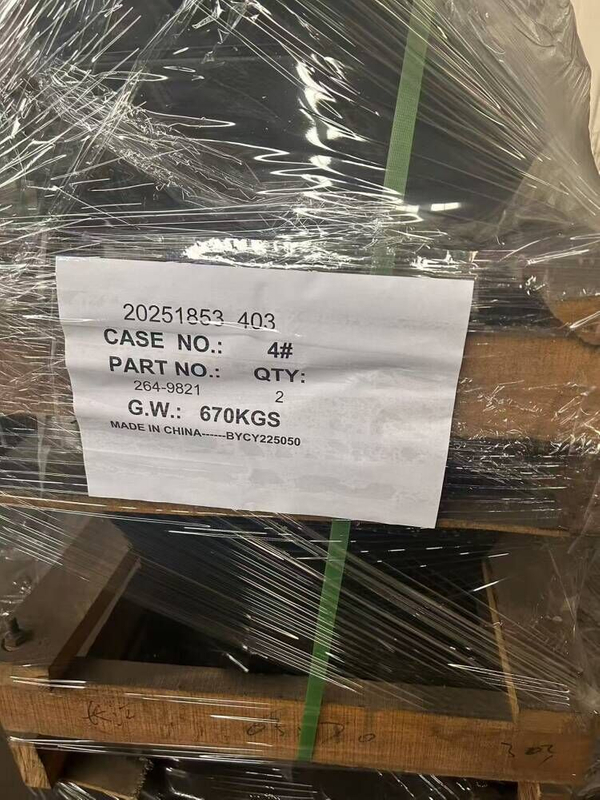 20251853 403
CASE NO.: 4#
PART NO.: QTY:
264-9821 2
G.W.: 670KGS
MADE IN CHINA------BYCY225050